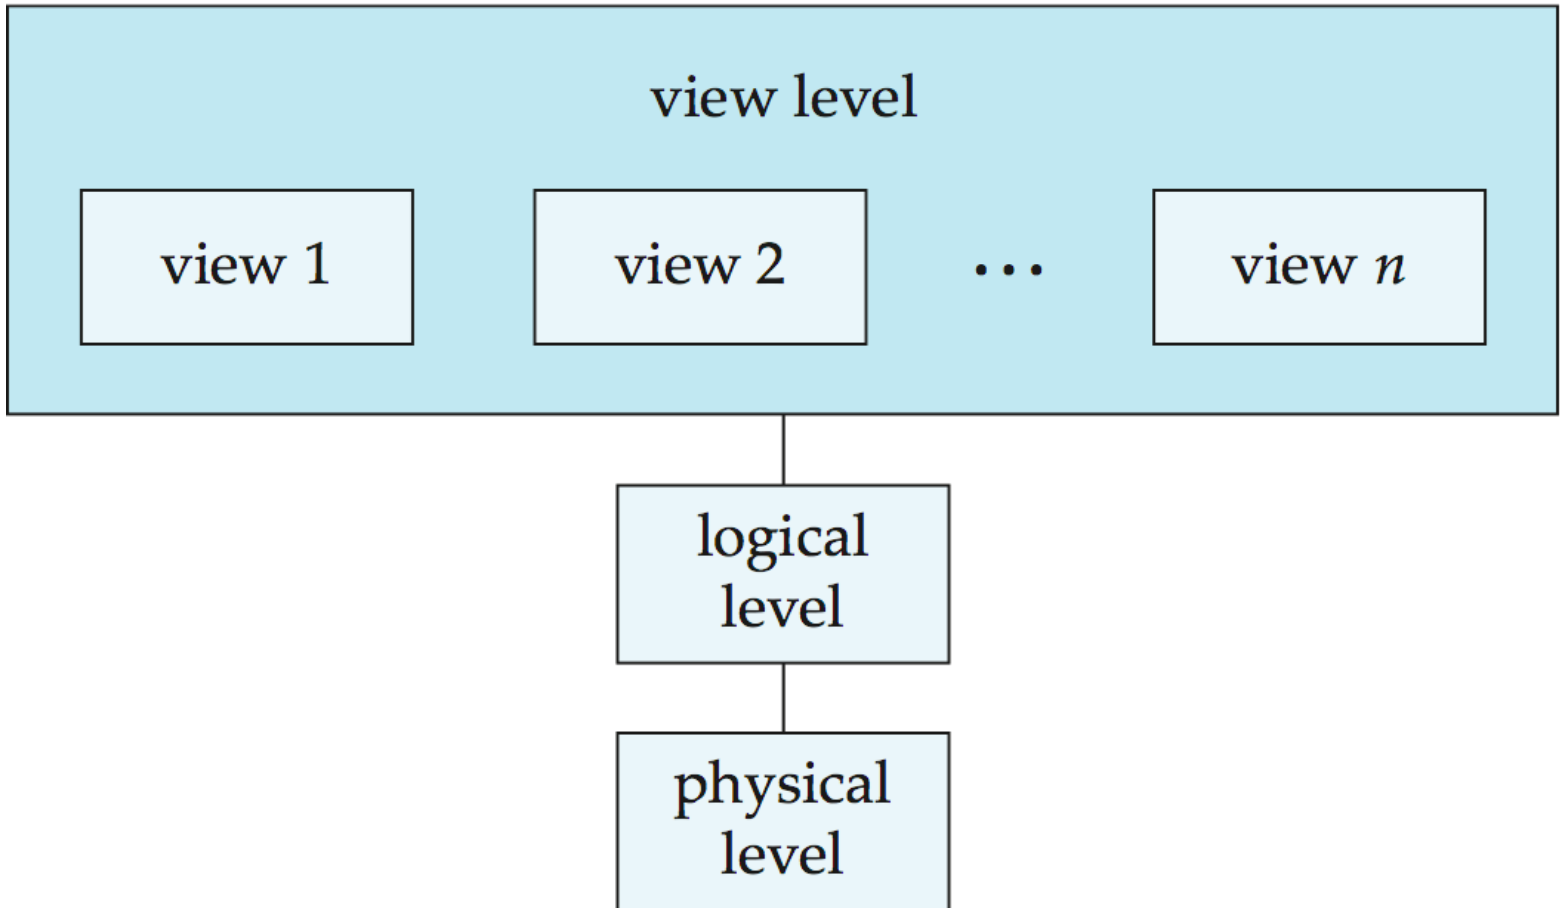 view level
view 1
view 2
...
view n
logical
level
physical
level